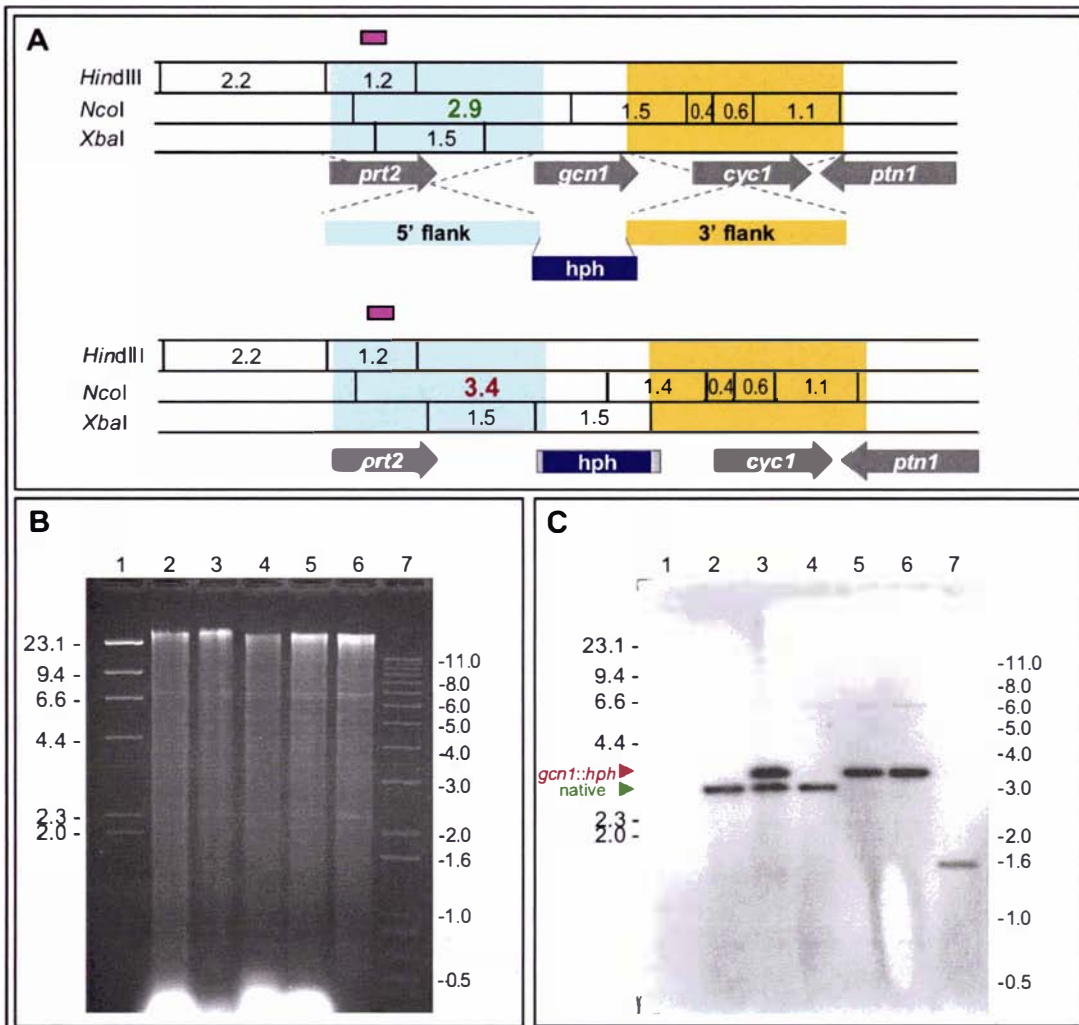 A
HindIII 2.2 1.2
NcoI 2.9 1.5 0.4 0.6 1.1
XbaI 1.5
prt2 gcn1 cyc1 ptn1
5' flank 3' flank
hph
HindIII 2.2 1.2
NcoI 3.4 1.4 0.4 0.6 1.1
XbaI 1.5 1.5
prt2 hph cyc1 ptn1
B
1 2 3 4 5 6 7
23.1 -
9.4 -
6.6 -
4.4 -
2.3 -
2.0 -
-11.0
-8.0
-6.0
-5.0
-4.0
-3.0
-2.0
-1.6
-1.0
-0.5
C
1 2 3 4 5 6 7
23.1 -
9.4 -
6.6 -
4.4 -
gcn1::hph
native
2.3 -
2.0 -
-11.0
-8.0
-6.0
-5.0
-4.0
-3.0
-2.0
-1.6
-1.0
-0.5